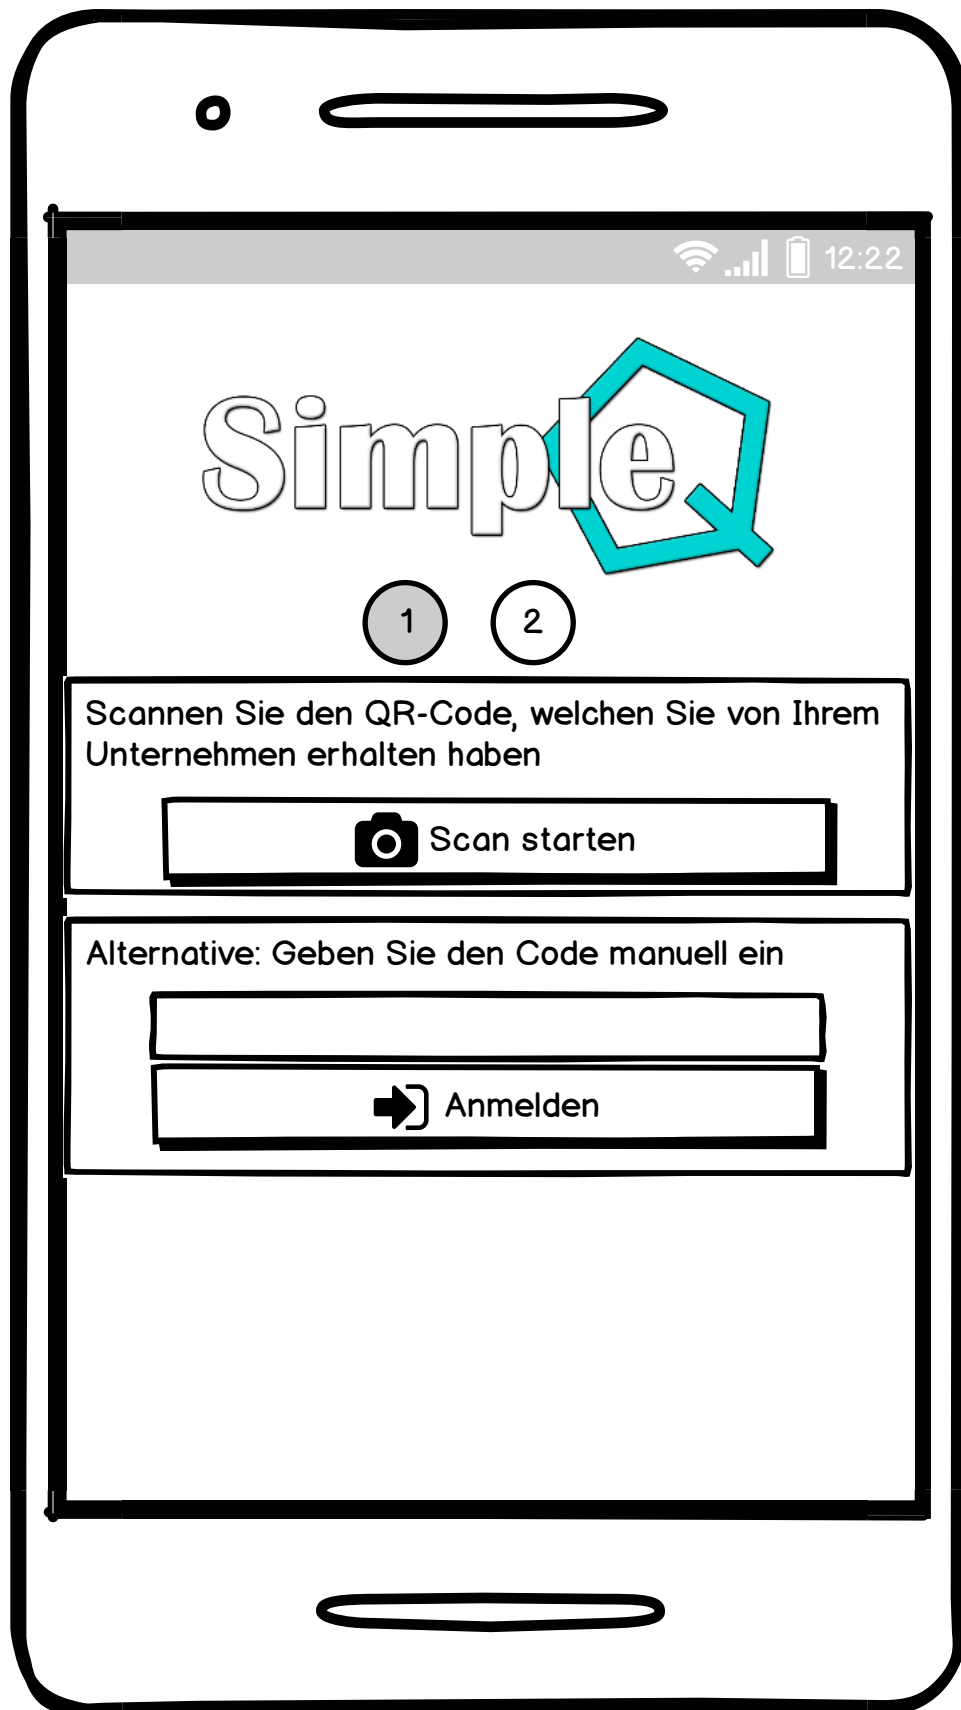 12:22
SimpleQ
1 2
Scannen Sie den QR-Code, welchen Sie von Ihrem
Unternehmen erhalten haben
Scan starten
Alternative: Geben Sie den Code manuell ein
Anmelden